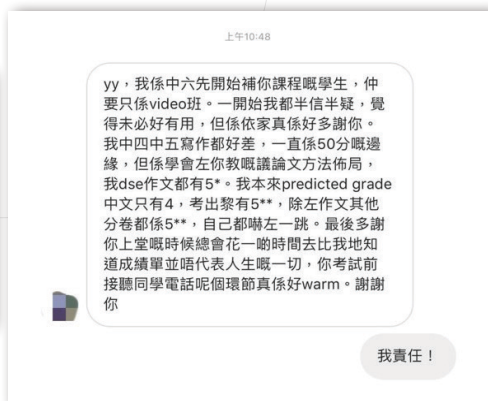 上午10:48
yy，我係中六先開始補你課程嘅學生，仲
要只係video班。一開始我都半信半疑，覺
得未必好有用，但係依家真係好多謝你。
我中四中五寫作都好差，一直係50分嘅邊
緣，但係學會左你教嘅議論文方法佈局，
我dse作文都有5*。我本來predicted grade
中文只有4，考出黎有5**，除左作文其他
分卷都係5**，自己都嚇左一跳。最後多謝
你上堂嘅時候總會花一啲時間去比我地知
道成績單並唔代表人生嘅一切，你考試前
接聽同學電話呢個環節真係好warm。謝謝
你
我責任！